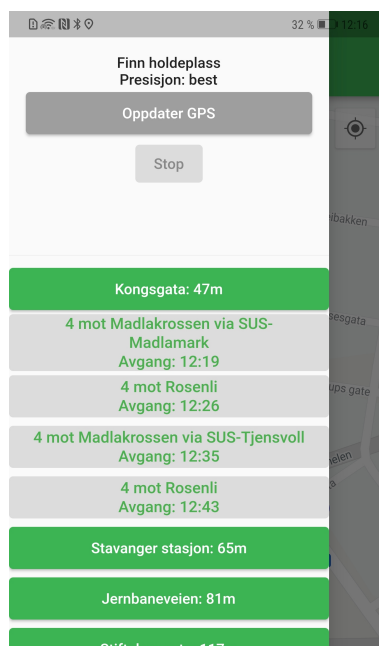 32 % 12:16
Finn holdeplass
Presisjon: best
Oppdater GPS
Stop
Kongsgata: 47m
4 mot Madlakrossen via SUS-
Madlamark
Avgang: 12:19
4 mot Rosenli
Avgang: 12:26
4 mot Madlakrossen via SUS-Tjensvoll
Avgang: 12:35
4 mot Rosenli
Avgang: 12:43
Stavanger stasjon: 65m
Jernbaneveien: 81m